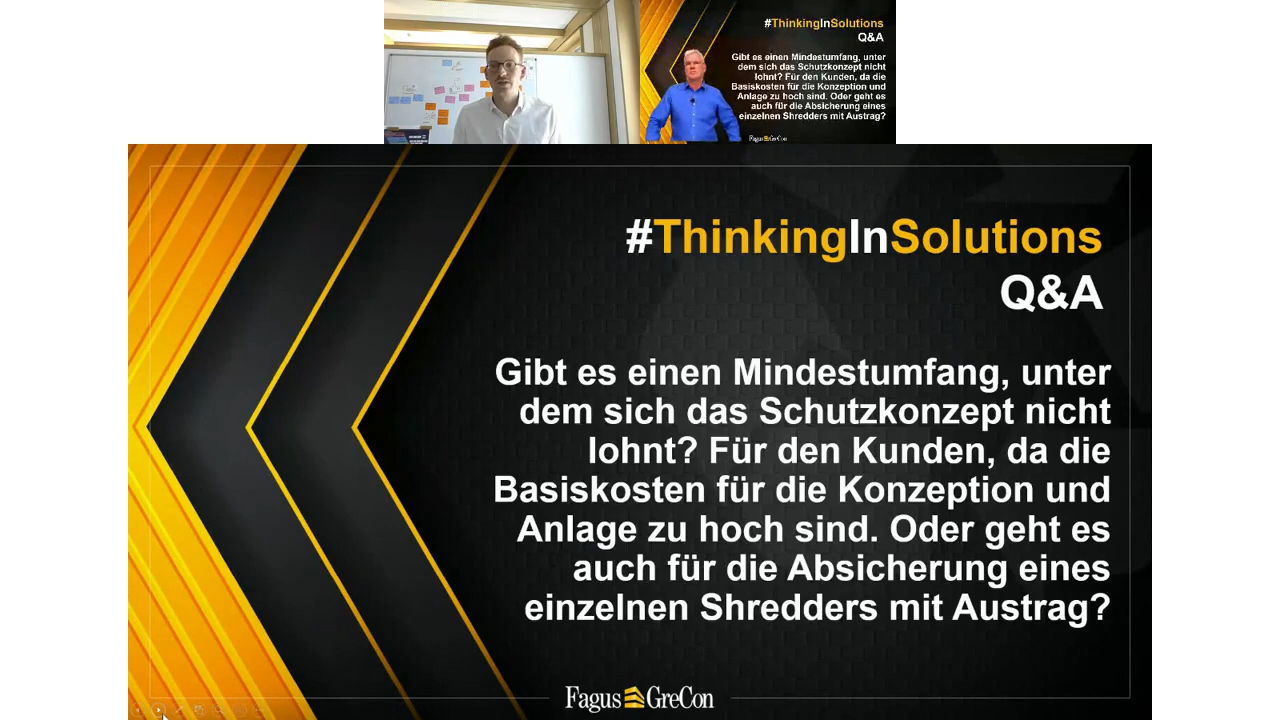 #ThinkingInSolutions
Q&A
Gibt es einen Mindestumfang, unter
dem sich das Schutzkonzept nicht
lohnt? Für den Kunden, da die
Basiskosten für die Konzeption und
Anlage zu hoch sind. Oder geht es
auch für die Absicherung eines
einzelnen Shredders mit Austrag?
Fagus GreCon
#ThinkingInSolutions
Q&A
Gibt es einen Mindestumfang, unter
dem sich das Schutzkonzept nicht
lohnt? Für den Kunden, da die
Basiskosten für die Konzeption und
Anlage zu hoch sind. Oder geht es
auch für die Absicherung eines
einzelnen Shredders mit Austrag?
Fagus GreCon